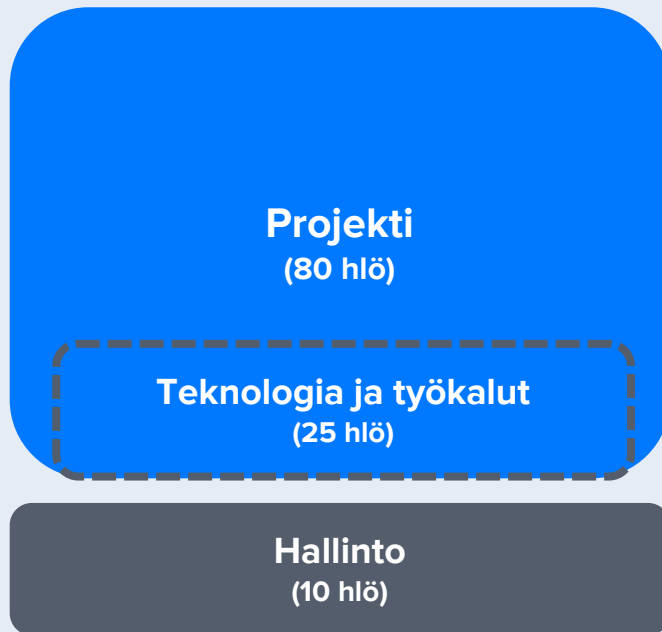 Projekti
(80 hlö)
Teknologia ja työkalut
(25 hlö)
Hallinto
(10 hlö)